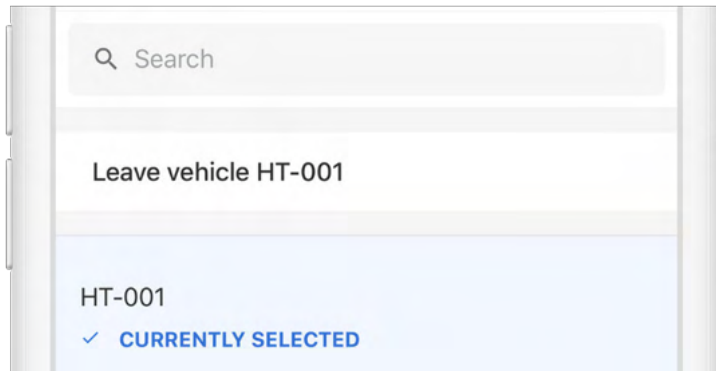 Search
Leave vehicle HT-001
HT-001
CURRENTLY SELECTED